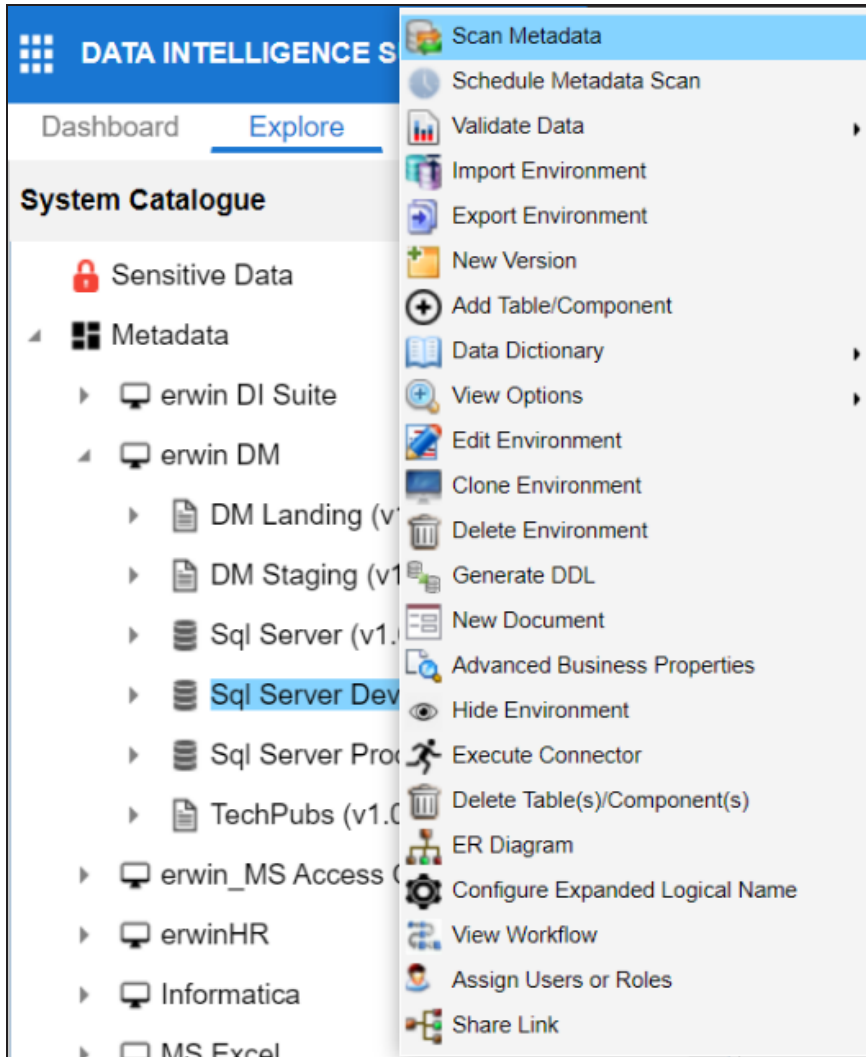 DATA INTELLIGENCE S
Dashboard
Explore
System Catalogue
Sensitive Data
Metadata
erwin DI Suite
erwin DM
DM Landing (v
DM Staging (v1
Sql Server (v1.
Sql Server Dev
Sql Server Pro
TechPubs (v1.0
erwin_MS Access
erwinHR
Informatica
MS Excel
Scan Metadata
Schedule Metadata Scan
Validate Data
Import Environment
Export Environment
New Version
Add Table/Component
Data Dictionary
View Options
Edit Environment
Clone Environment
Delete Environment
Generate DDL
New Document
Advanced Business Properties
Hide Environment
Execute Connector
Delete Table(s)/Component(s)
ER Diagram
Configure Expanded Logical Name
View Workflow
Assign Users or Roles
Share Link